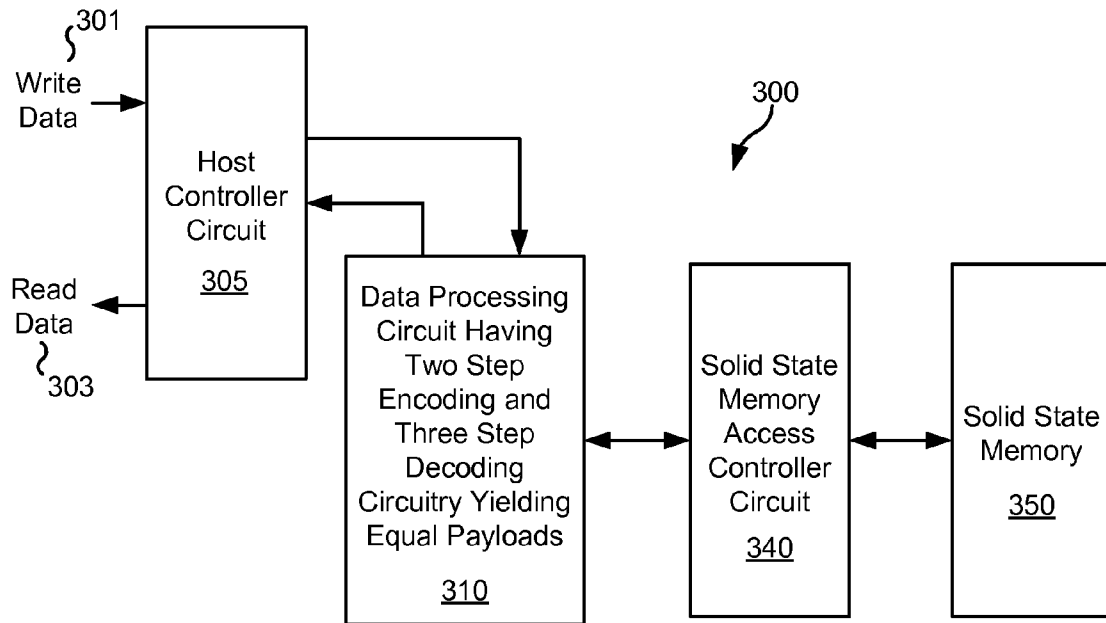 301
Write
Data
Host
Controller
Circuit
305
Read
Data
303
300
Data Processing
Circuit Having
Two Step
Encoding and
Three Step
Decoding
Circuitry Yielding
Equal Payloads
310
Solid State
Memory
Access
Controller
Circuit
340
Solid State
Memory
350